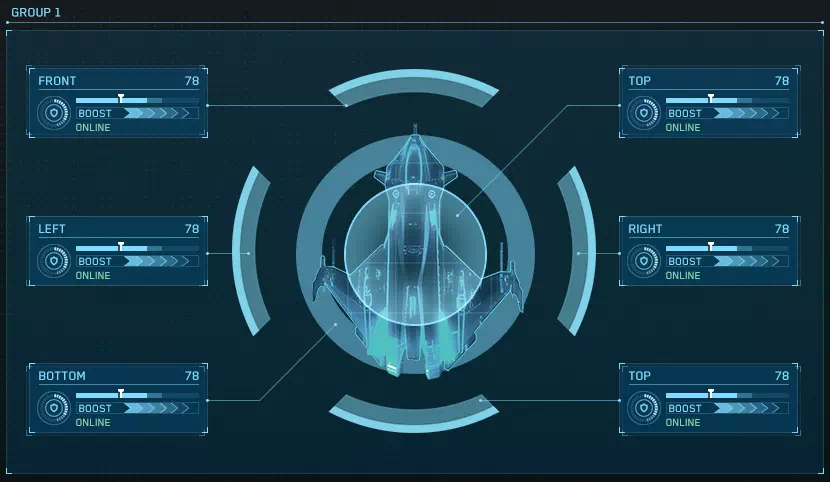 GROUP 1
FRONT 78
BOOST
ONLINE
TOP 78
BOOST
ONLINE
LEFT 78
BOOST
ONLINE
RIGHT 78
BOOST
ONLINE
BOTTOM 78
BOOST
ONLINE
TOP 78
BOOST
ONLINE